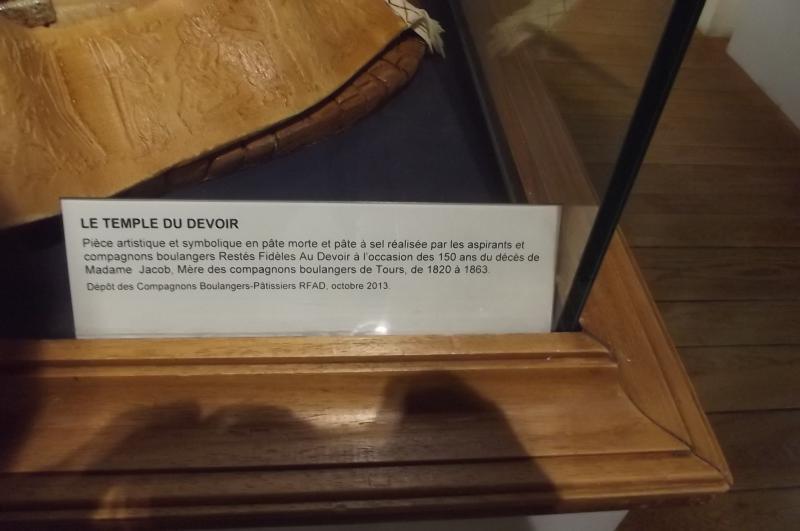 LE TEMPLE DU DEVOIR
Pièce artistique et symbolique en pâte morte et pâte à sel réalisée par les aspirants et
compagnons boulangers Restés Fidèles Au Devoir à l'occasion des 150 ans du décès de
Madame Jacob, Mère des compagnons boulangers de Tours, de 1820 à 1863.
Dépôt des Compagnons Boulangers-Pâtissiers RFAD, octobre 2013.